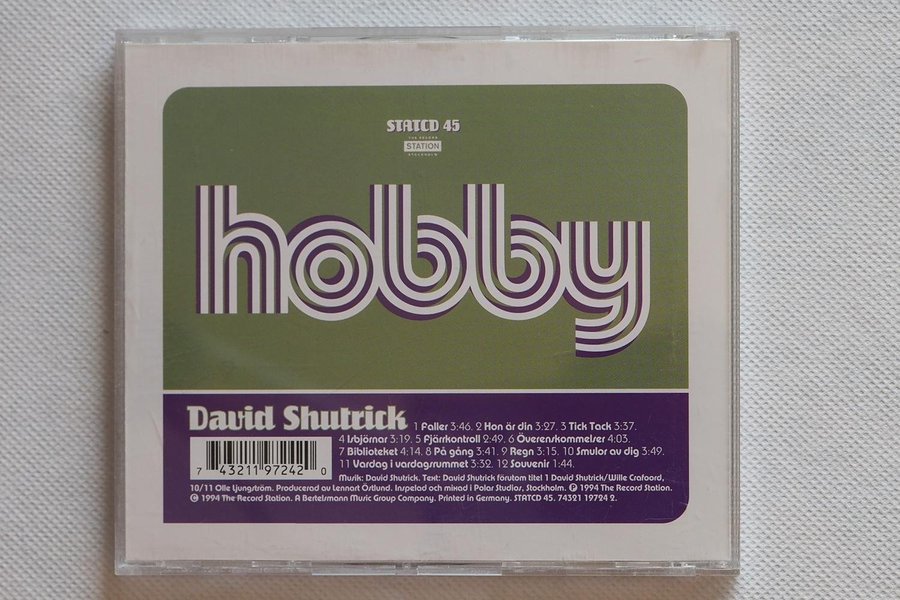 STATCD 45
THE RECORD
STATION
STOCKHOLM
hobby
David Shutrick 1 Faller 3:46. 2 Hon är din 3:27. 3 Tick Tack 3:37.
4 Isbjörnar 3:19. 5 Fjärrkontroll 2:49. 6 Överenskommelser 4:03.
7 Biblioteket 4:14. 8 På gång 3:41. 9 Regn 3:15. 10 Smulor av dig 3:49.
11 Vardag i vardagsrummet 3:32. 12 Souvenir 1:44.
7 43211 97242 0
Musik: David Shutrick. Text: David Shutrick förutom titel 1 David Shutrick/Wille Crafoord,
10/11 Olle Ljungström. Producerad av Lennart Östlund. Inspelad och mixad i Polar Studios, Stockholm. ℗ 1994 The Record Station.
© 1994 The Record Station. A Bertelsmann Music Group Company. Printed in Germany. STATCD 45. 74321 19724 2.